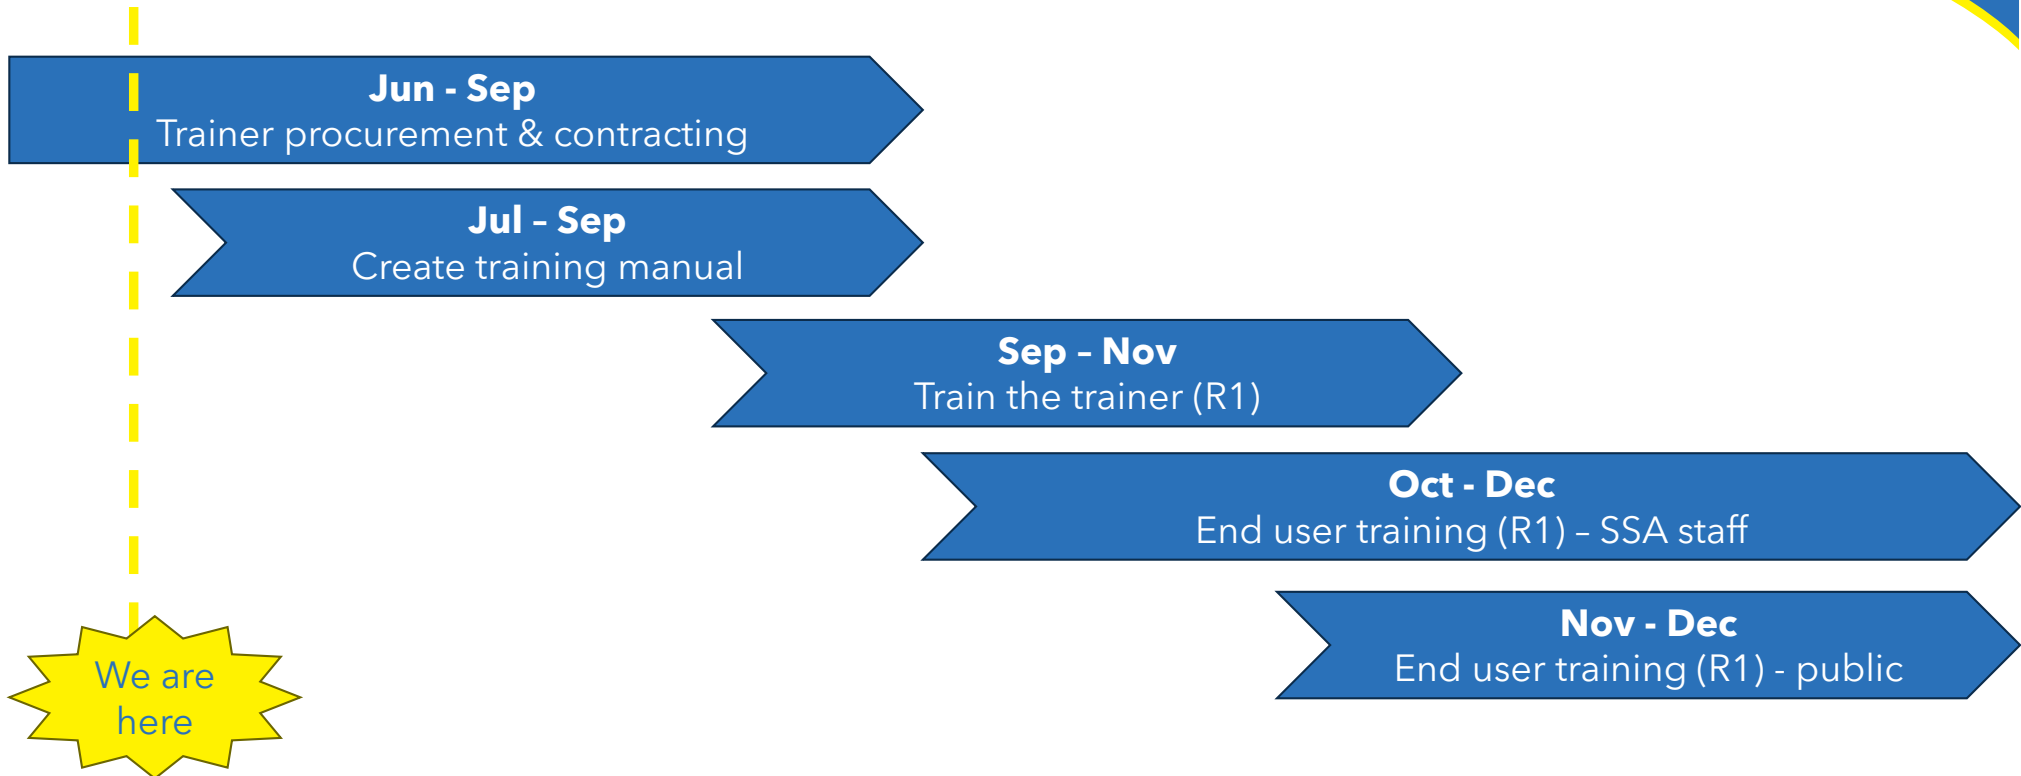 Jun - Sep
Trainer procurement & contracting
Jul – Sep
Create training manual
Sep – Nov
Train the trainer (R1)
Oct - Dec
End user training (R1) – SSA staff
Nov - Dec
End user training (R1) - public
We are
here